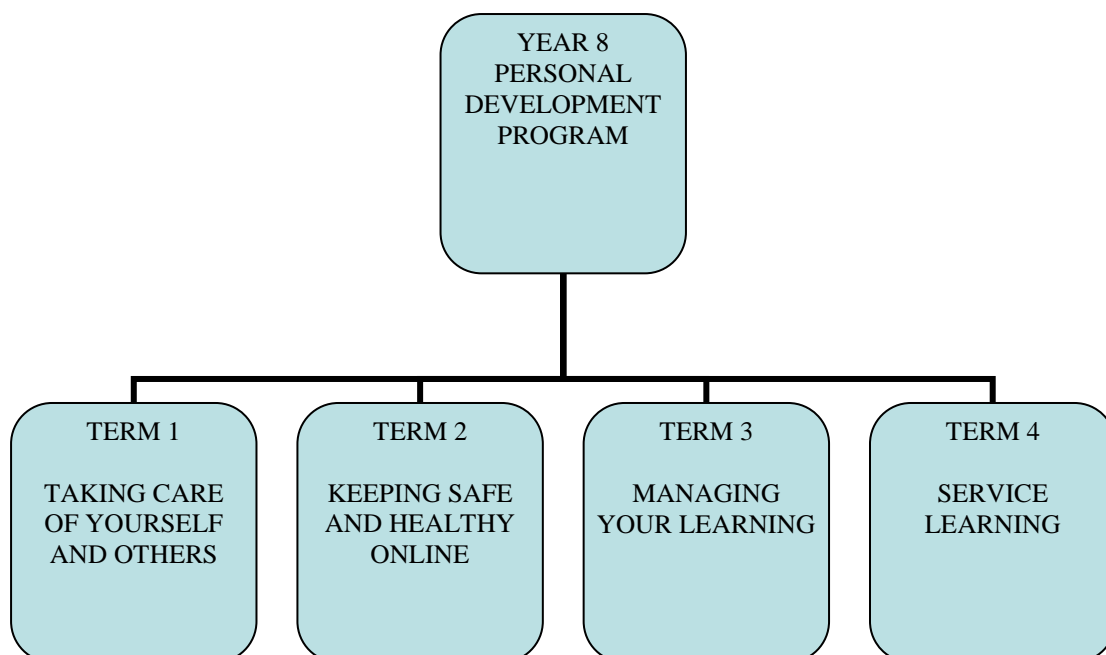 YEAR 8
PERSONAL
DEVELOPMENT
PROGRAM
TERM 1
TAKING CARE
OF YOURSELF
AND OTHERS
TERM 2
KEEPING SAFE
AND HEALTHY
ONLINE
TERM 3
MANAGING
YOUR LEARNING
TERM 4
SERVICE
LEARNING